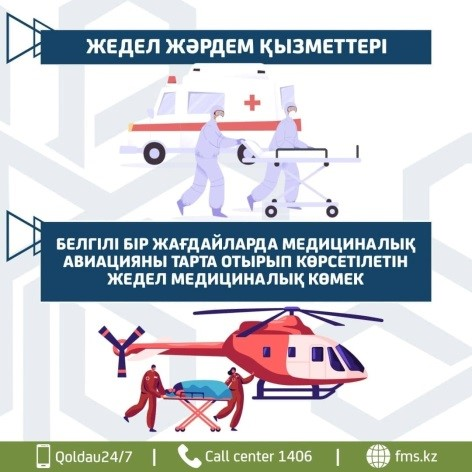 ЖЕДЕЛ ЖӘРДЕМ ҚЫЗМЕТТЕРІ
БЕЛГІЛІ БІР ЖАҒДАЙЛАРДА МЕДИЦИНАЛЫҚ
АВИАЦИЯНЫ ТАРТА ОТЫРЫП КӨРСЕТІЛЕТІН
ЖЕДЕЛ МЕДИЦИНАЛЫҚ КӨМЕК
Qoldau24/7 | Call center 1406 | fms.kz